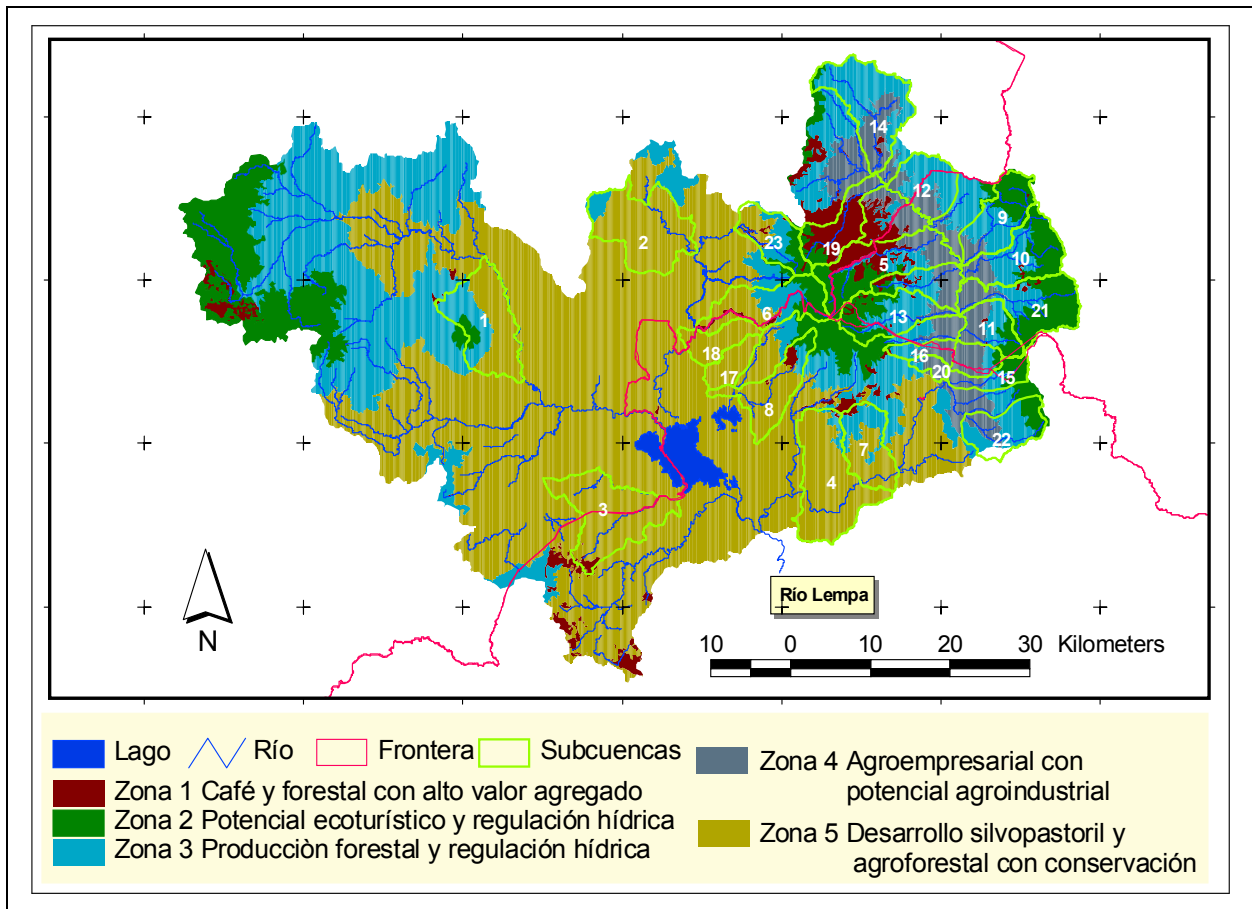 14
12
9
2
23
19
5
10
21
1
6
13
11
18
16
17
20
15
8
22
7
4
3
N
Río Lempa
10 0 10 20 30 Kilometers
Lago
Río
Frontera
Subcuencas
Zona 1 Café y forestal con alto valor agregado
Zona 2 Potencial ecoturístico y regulación hídrica
Zona 3 Producciòn forestal y regulación hídrica
Zona 4 Agroempresarial con
potencial agroindustrial
Zona 5 Desarrollo silvopastoril y
agroforestal con conservación